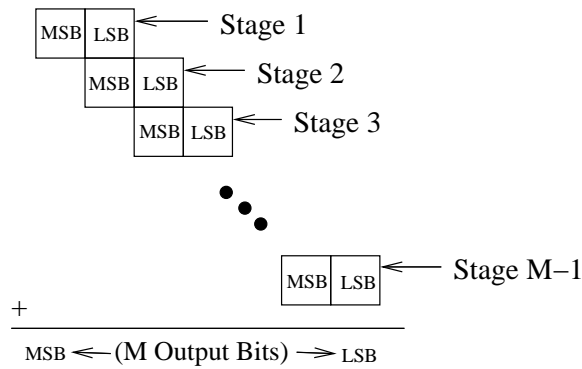 MSB LSB Stage 1
MSB LSB Stage 2
MSB LSB Stage 3
MSB LSB Stage M–1
+
MSB (M Output Bits) LSB